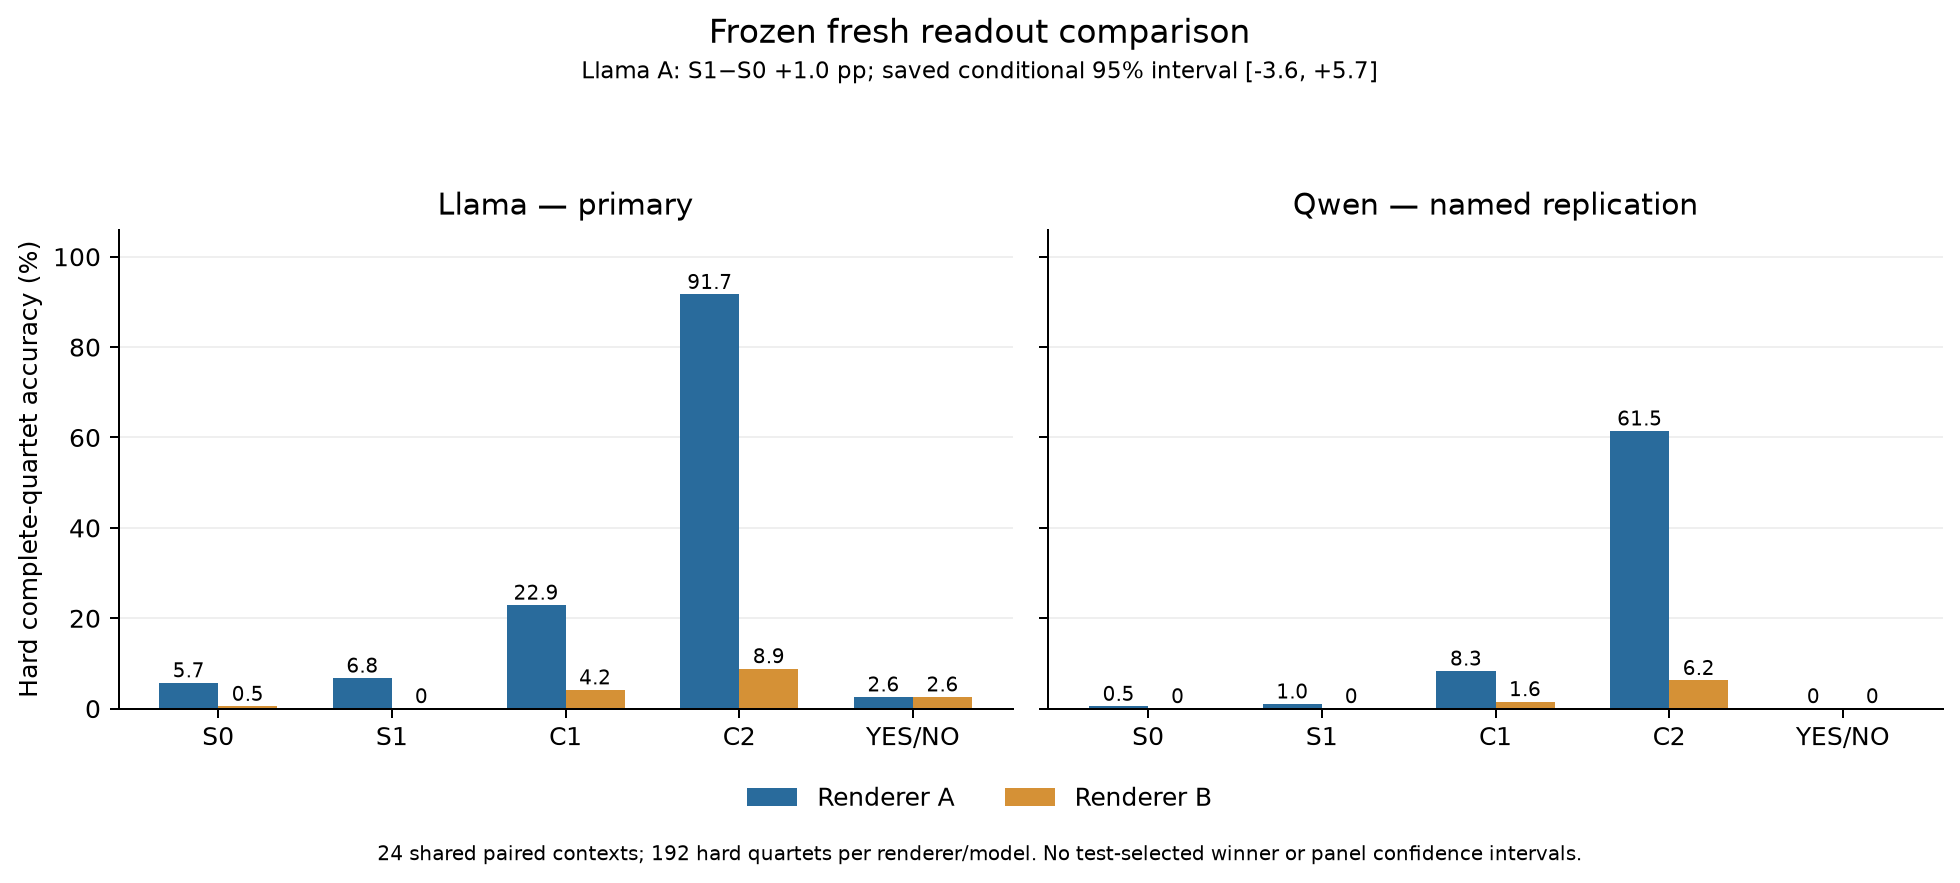 Frozen fresh readout comparison
Llama A: S1−S0 +1.0 pp; saved conditional 95% interval [-3.6, +5.7]
Llama — primary
Hard complete-quartet accuracy (%)
100
80
60
40
20
0
5.7
0.5
6.8
0
22.9
4.2
91.7
8.9
2.6
2.6
S0
S1
C1
C2
YES/NO
Qwen — named replication
0.5
0
1.0
0
8.3
1.6
61.5
6.2
0
0
S0
S1
C1
C2
YES/NO
Renderer A
Renderer B
24 shared paired contexts; 192 hard quartets per renderer/model. No test-selected winner or panel confidence intervals.